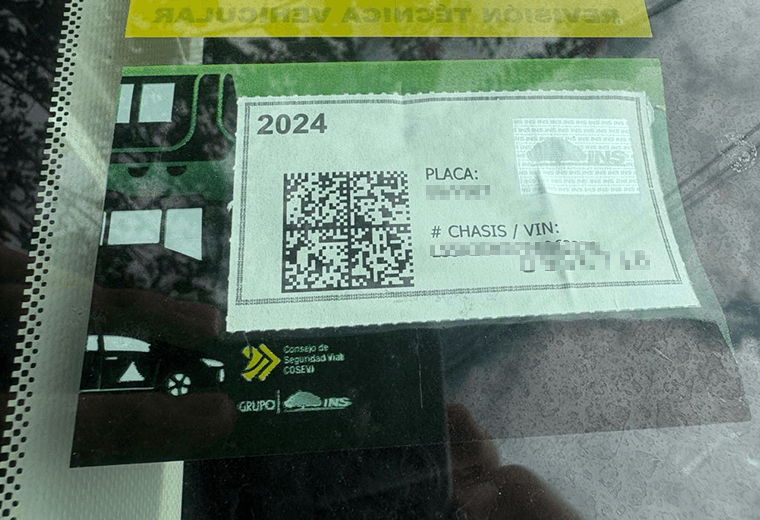 REVISIÓN TÉCNICA VEHICULAR
2024
INS
PLACA:
# CHASIS / VIN:
Consejo de
Seguridad Vial
COSEVI
GRUPO INS